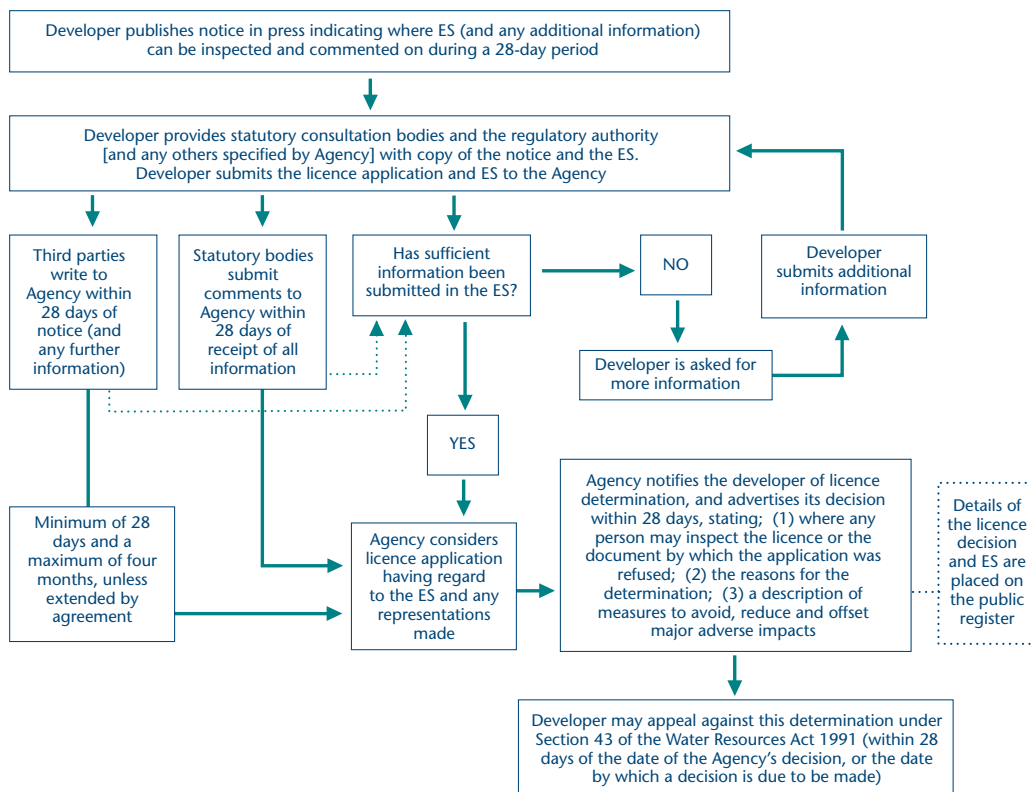 Developer publishes notice in press indicating where ES (and any additional information)
can be inspected and commented on during a 28-day period
Developer provides statutory consultation bodies and the regulatory authority
[and any others specified by Agency] with copy of the notice and the ES.
Developer submits the licence application and ES to the Agency
Third parties
write to
Agency within
28 days of
notice (and
any further
information)
Statutory bodies
submit
comments to
Agency within
28 days of
receipt of all
information
Has sufficient
information been
submitted in the ES?
NO
Developer
submits additional
information
Developer is asked for
more information
YES
Minimum of 28
days and a
maximum of four
months, unless
extended by
agreement
Agency considers
licence application
having regard
to the ES and any
representations
made
Agency notifies the developer of licence
determination, and advertises its decision
within 28 days, stating; (1) where any
person may inspect the licence or the
document by which the application was
refused; (2) the reasons for the
determination; (3) a description of
measures to avoid, reduce and offset
major adverse impacts
Details of
the licence
decision
and ES are
placed on
the public
register
Developer may appeal against this determination under
Section 43 of the Water Resources Act 1991 (within 28
days of the date of the Agency's decision, or the date
by which a decision is due to be made)